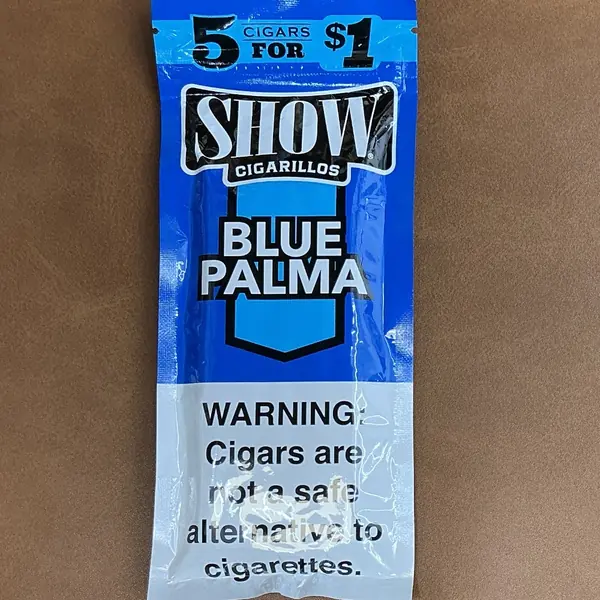 5 CIGARS FOR $1
SHOW
CIGARILLOS
BLUE
PALMA
WARNING:
Cigars are
not a safe
alternative to
cigarettes.